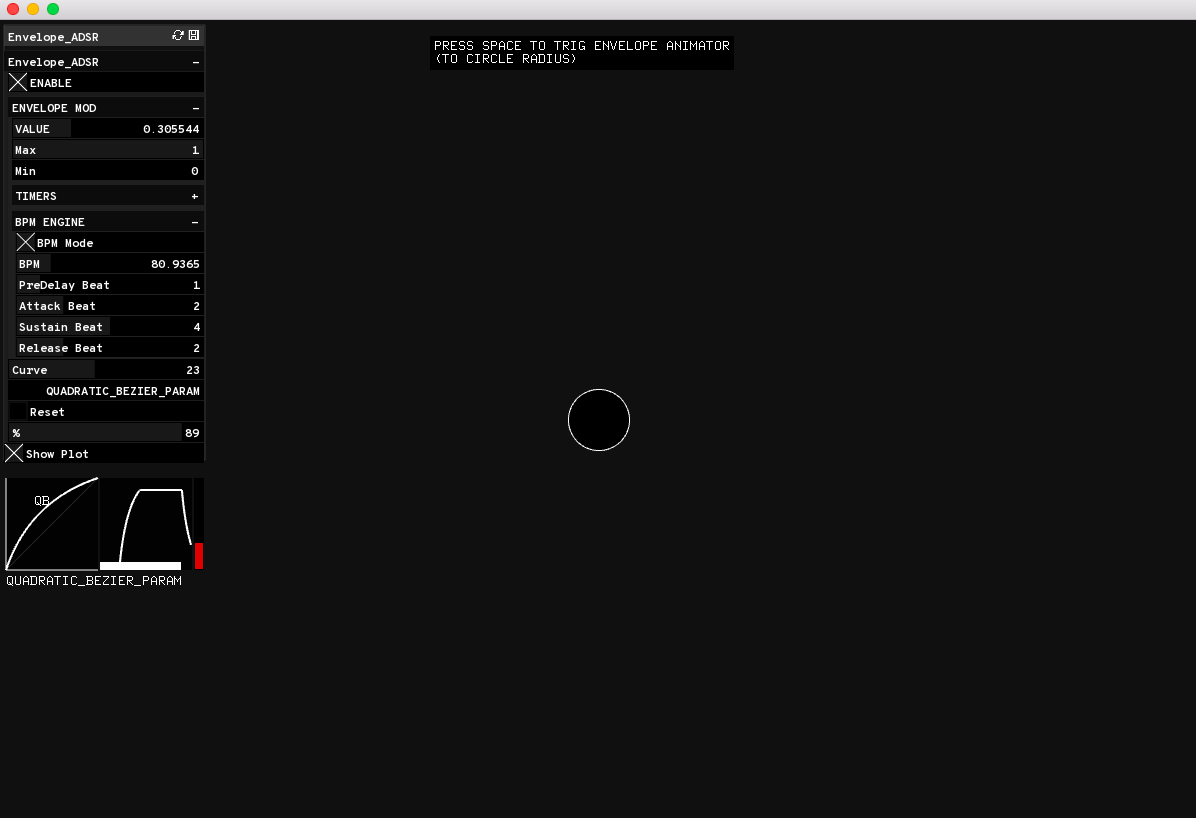 Envelope_ADSR
Envelope_ADSR -
ENABLE
ENVELOPE MOD -
VALUE 0.305544
Max 1
Min 0
TIMERS +
BPM ENGINE -
BPM Mode
BPM 80.9365
PreDelay Beat 1
Attack Beat 2
Sustain Beat 4
Release Beat 2
Curve 23
QUADRATIC_BEZIER_PARAM
Reset
% 89
Show Plot
QB
QUADRATIC_BEZIER_PARAM
PRESS SPACE TO TRIG ENVELOPE ANIMATOR
(TO CIRCLE RADIUS)